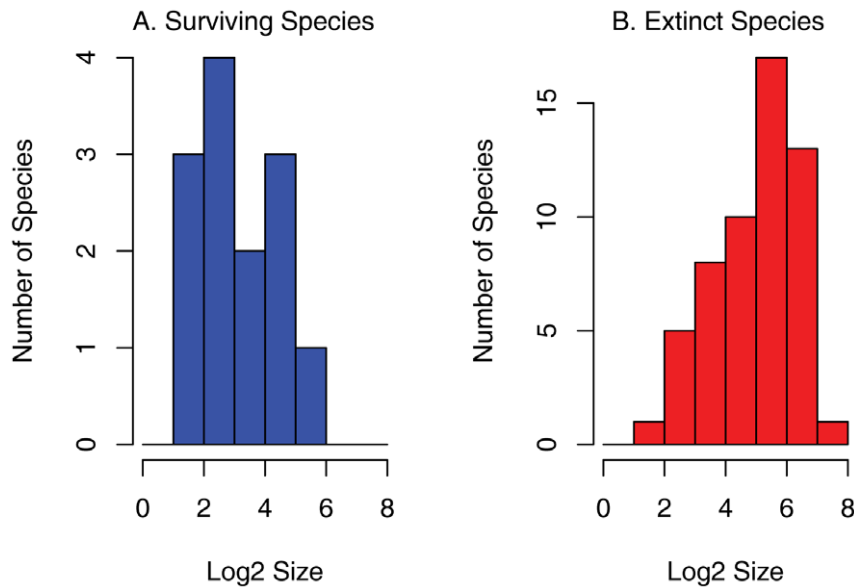 A. Surviving Species
Number of Species
0
1
2
3
4
0 2 4 6 8
Log2 Size
B. Extinct Species
Number of Species
0
5
10
15
0 2 4 6 8
Log2 Size